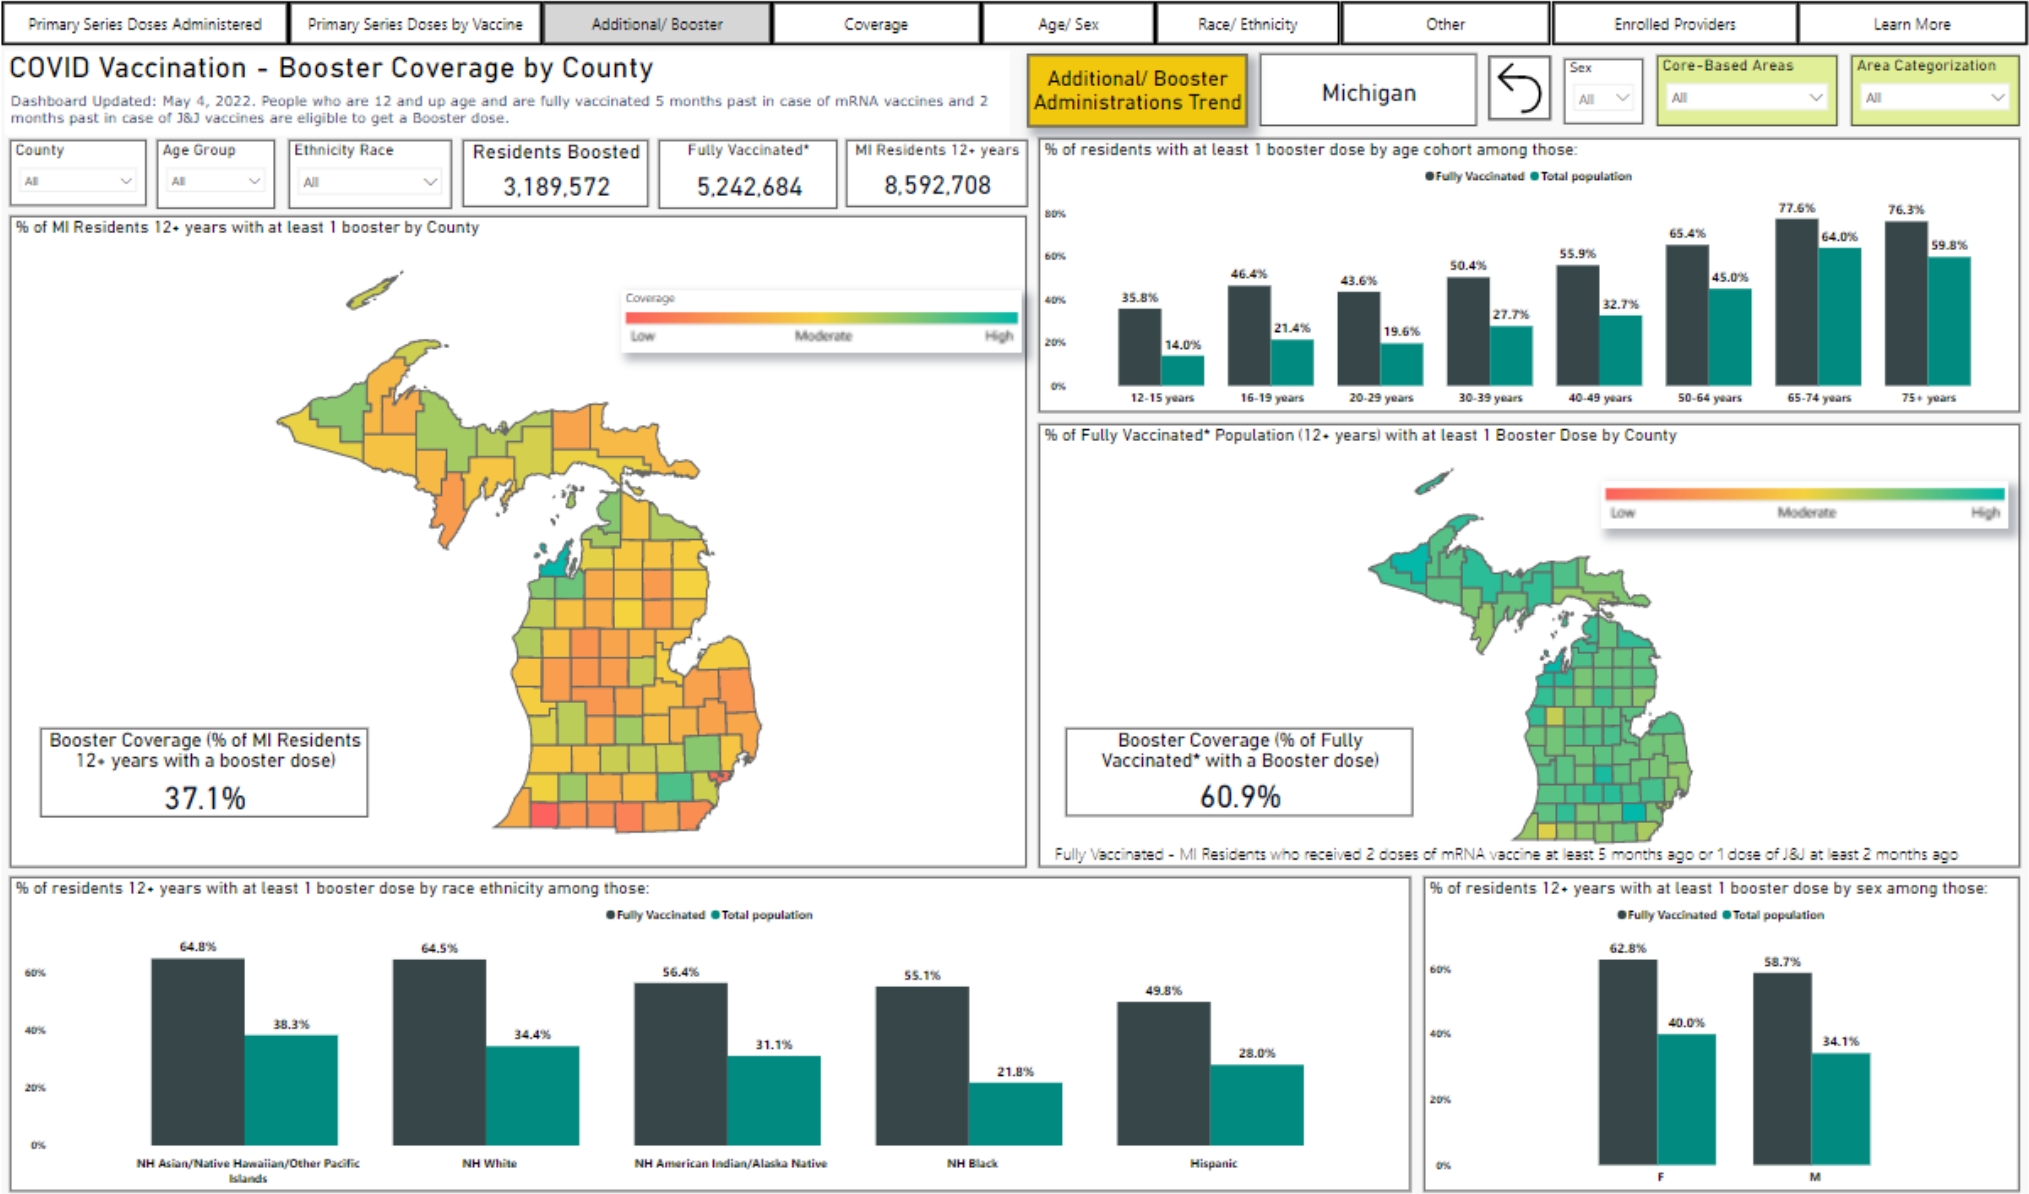 Primary Series Doses Administered
Primary Series Doses by Vaccine
Additional/ Booster
Coverage
Age/ Sex
Race/ Ethnicity
Other
Enrolled Providers
Learn More
COVID Vaccination - Booster Coverage by County
Dashboard Updated: May 4, 2022. People who are 12 and up age and are fully vaccinated 5 months past in case of mRNA vaccines and 2
months past in case of J&J vaccines are eligible to get a Booster dose.
Additional/ Booster
Administrations Trend
Michigan
Sex
All
Core-Based Areas
All
Area Categorization
All
County
All
Age Group
All
Ethnicity Race
All
Residents Boosted
3,189,572
Fully Vaccinated*
5,242,684
MI Residents 12+ years
8,592,708
% of MI Residents 12+ years with at least 1 booster by County
Coverage
Low
Moderate
High
Booster Coverage (% of MI Residents
12+ years with a booster dose)
37.1%
% of residents with at least 1 booster dose by age cohort among those:
Fully Vaccinated
Total population
80%
60%
40%
20%
0%
35.8%
14.0%
46.4%
21.4%
43.6%
19.6%
50.4%
27.7%
55.9%
32.7%
65.4%
45.0%
77.6%
64.0%
76.3%
59.8%
12-15 years
16-19 years
20-29 years
30-39 years
40-49 years
50-64 years
65-74 years
75+ years
% of Fully Vaccinated* Population (12+ years) with at least 1 Booster Dose by County
Low
Moderate
High
Booster Coverage (% of Fully
Vaccinated* with a Booster dose)
60.9%
Fully Vaccinated - MI Residents who received 2 doses of mRNA vaccine at least 5 months ago or 1 dose of J&J at least 2 months ago
% of residents 12+ years with at least 1 booster dose by race ethnicity among those:
Fully Vaccinated
Total population
60%
40%
20%
0%
64.8%
38.3%
64.5%
34.4%
56.4%
31.1%
55.1%
21.8%
49.8%
28.0%
NH Asian/Native Hawaiian/Other Pacific
Islands
NH White
NH American Indian/Alaska Native
NH Black
Hispanic
% of residents 12+ years with at least 1 booster dose by sex among those:
Fully Vaccinated
Total population
60%
40%
20%
0%
62.8%
40.0%
58.7%
34.1%
F
M